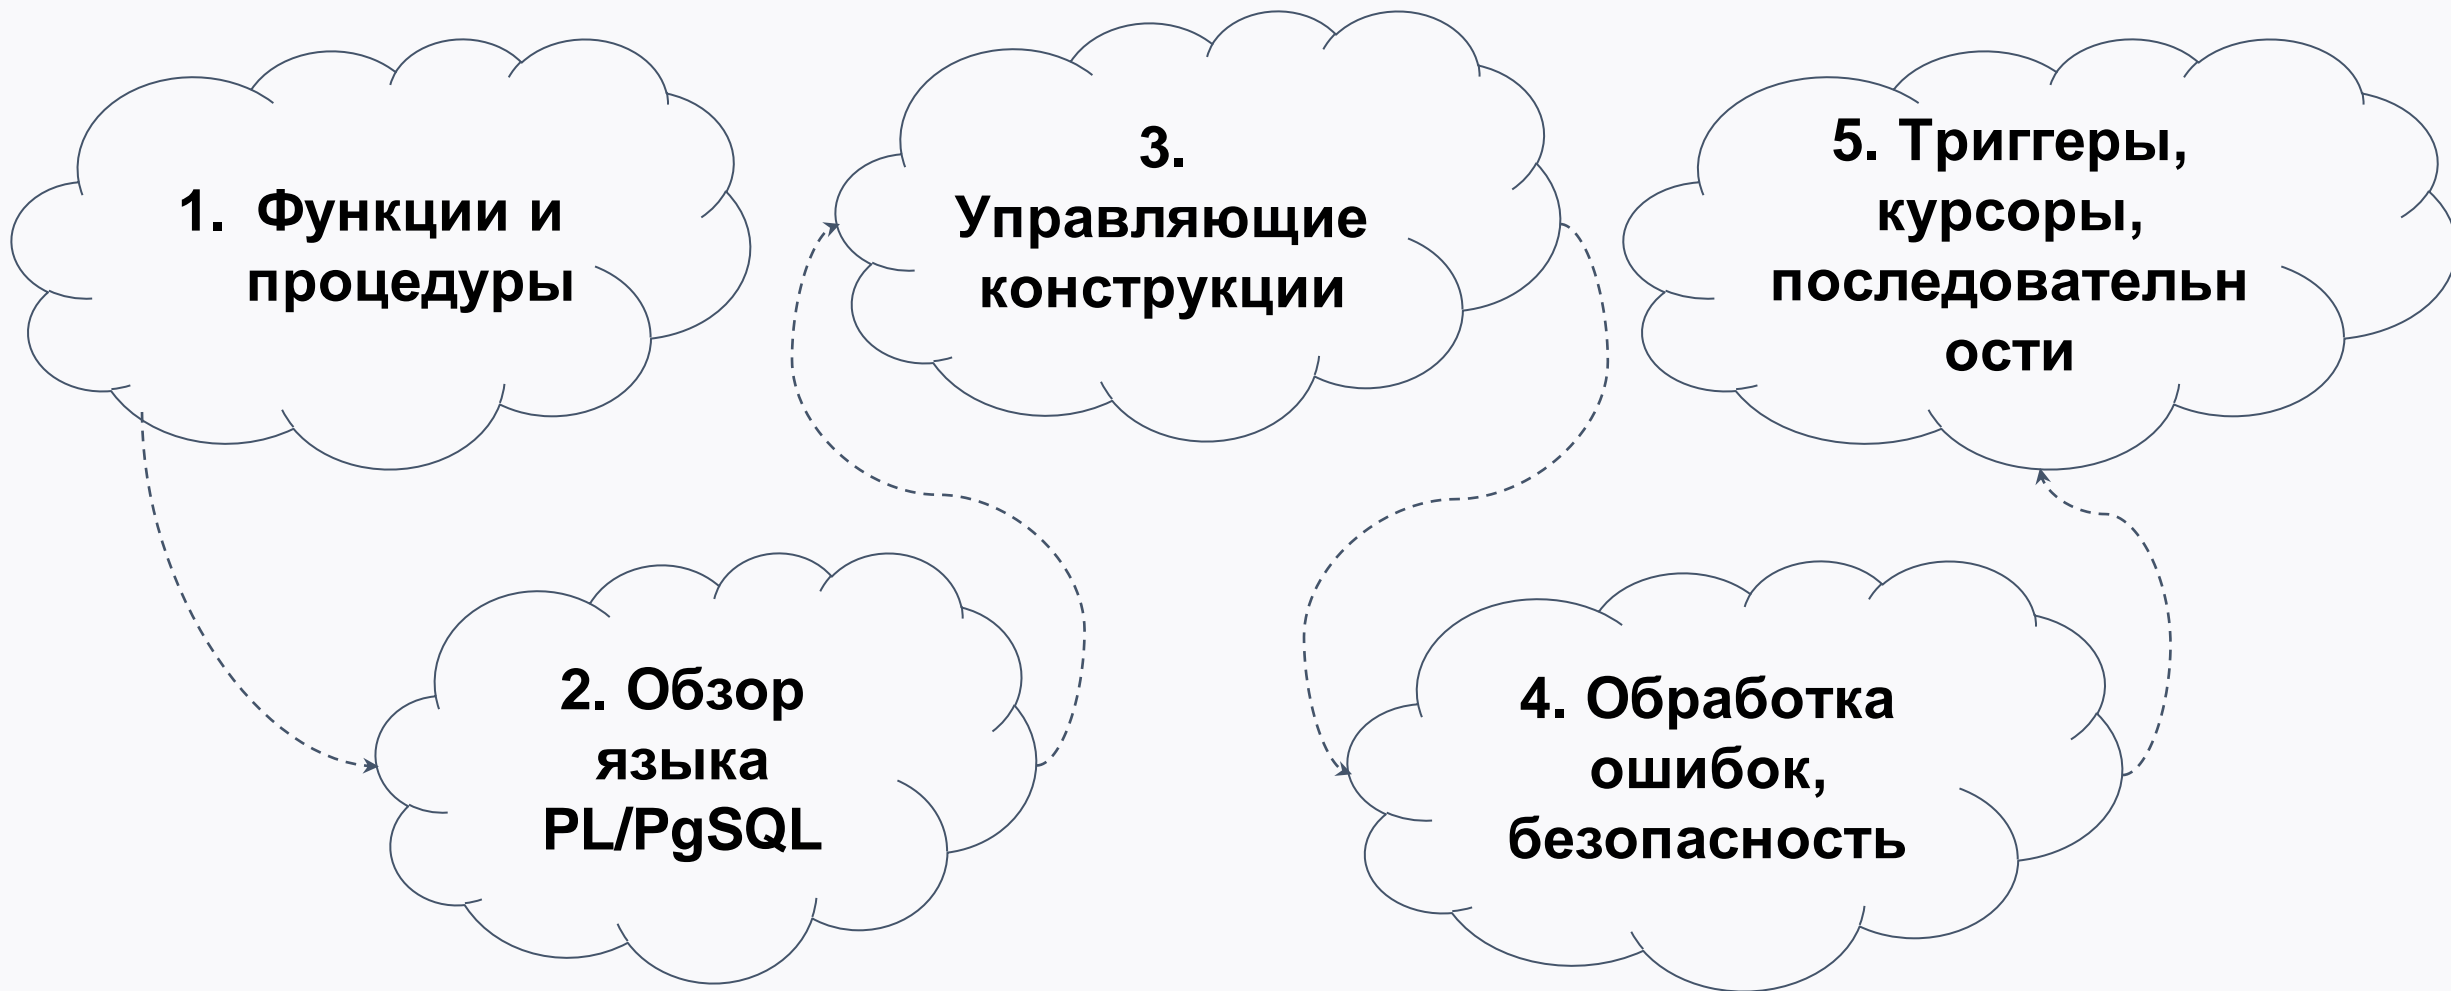 1. Функции и
процедуры
2. Обзор
языка
PL/PgSQL
3.
Управляющие
конструкции
4. Обработка
ошибок,
безопасность
5. Триггеры,
курсоры,
последовательн
ости